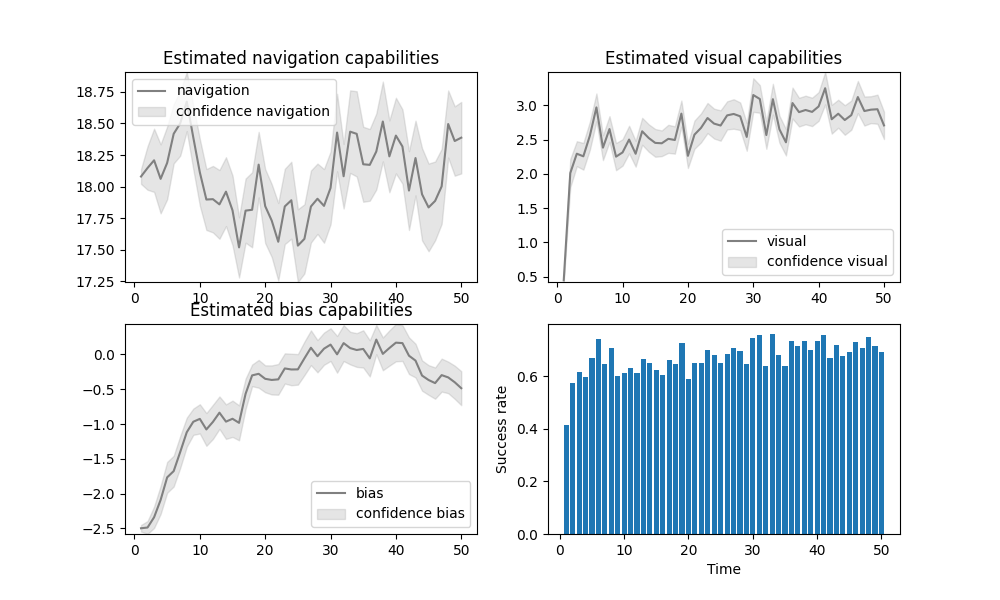 Estimated navigation capabilities
18.75
18.50
18.25
18.00
17.75
17.50
17.25
navigation
confidence navigation
0 10 20 30 40 50
Estimated visual capabilities
3.0
2.5
2.0
1.5
1.0
0.5
visual
confidence visual
0 10 20 30 40 50
Estimated bias capabilities
0.0
−0.5
−1.0
−1.5
−2.0
−2.5
bias
confidence bias
0 10 20 30 40 50
Success rate
0.6
0.4
0.2
0.0
0 10 20 30 40 50
Time